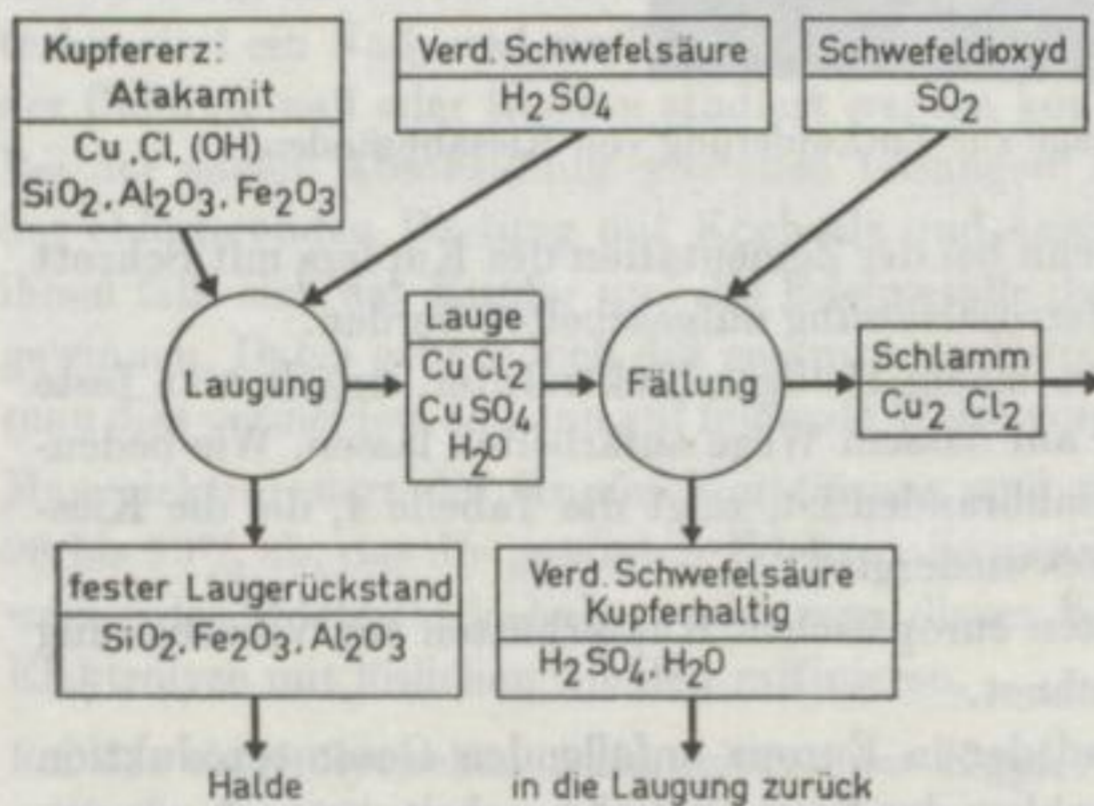 Kupfererz:
Atakamit
Cu ,Cl, (OH)
SiO₂, Al₂O₃, Fe₂O₃
Verd. Schwefelsäure
H₂SO₄
Schwefeldioxyd
SO₂
Laugung
Lauge
CuCl₂
CuSO₄
H₂O
Fällung
Schlamm
Cu₂ Cl₂
fester Laugerückstand
SiO₂, Fe₂O₃, Al₂O₃
Verd. Schwefelsäure
Kupferhaltig
H₂SO₄, H₂O
Halde
in die Laugung zurück